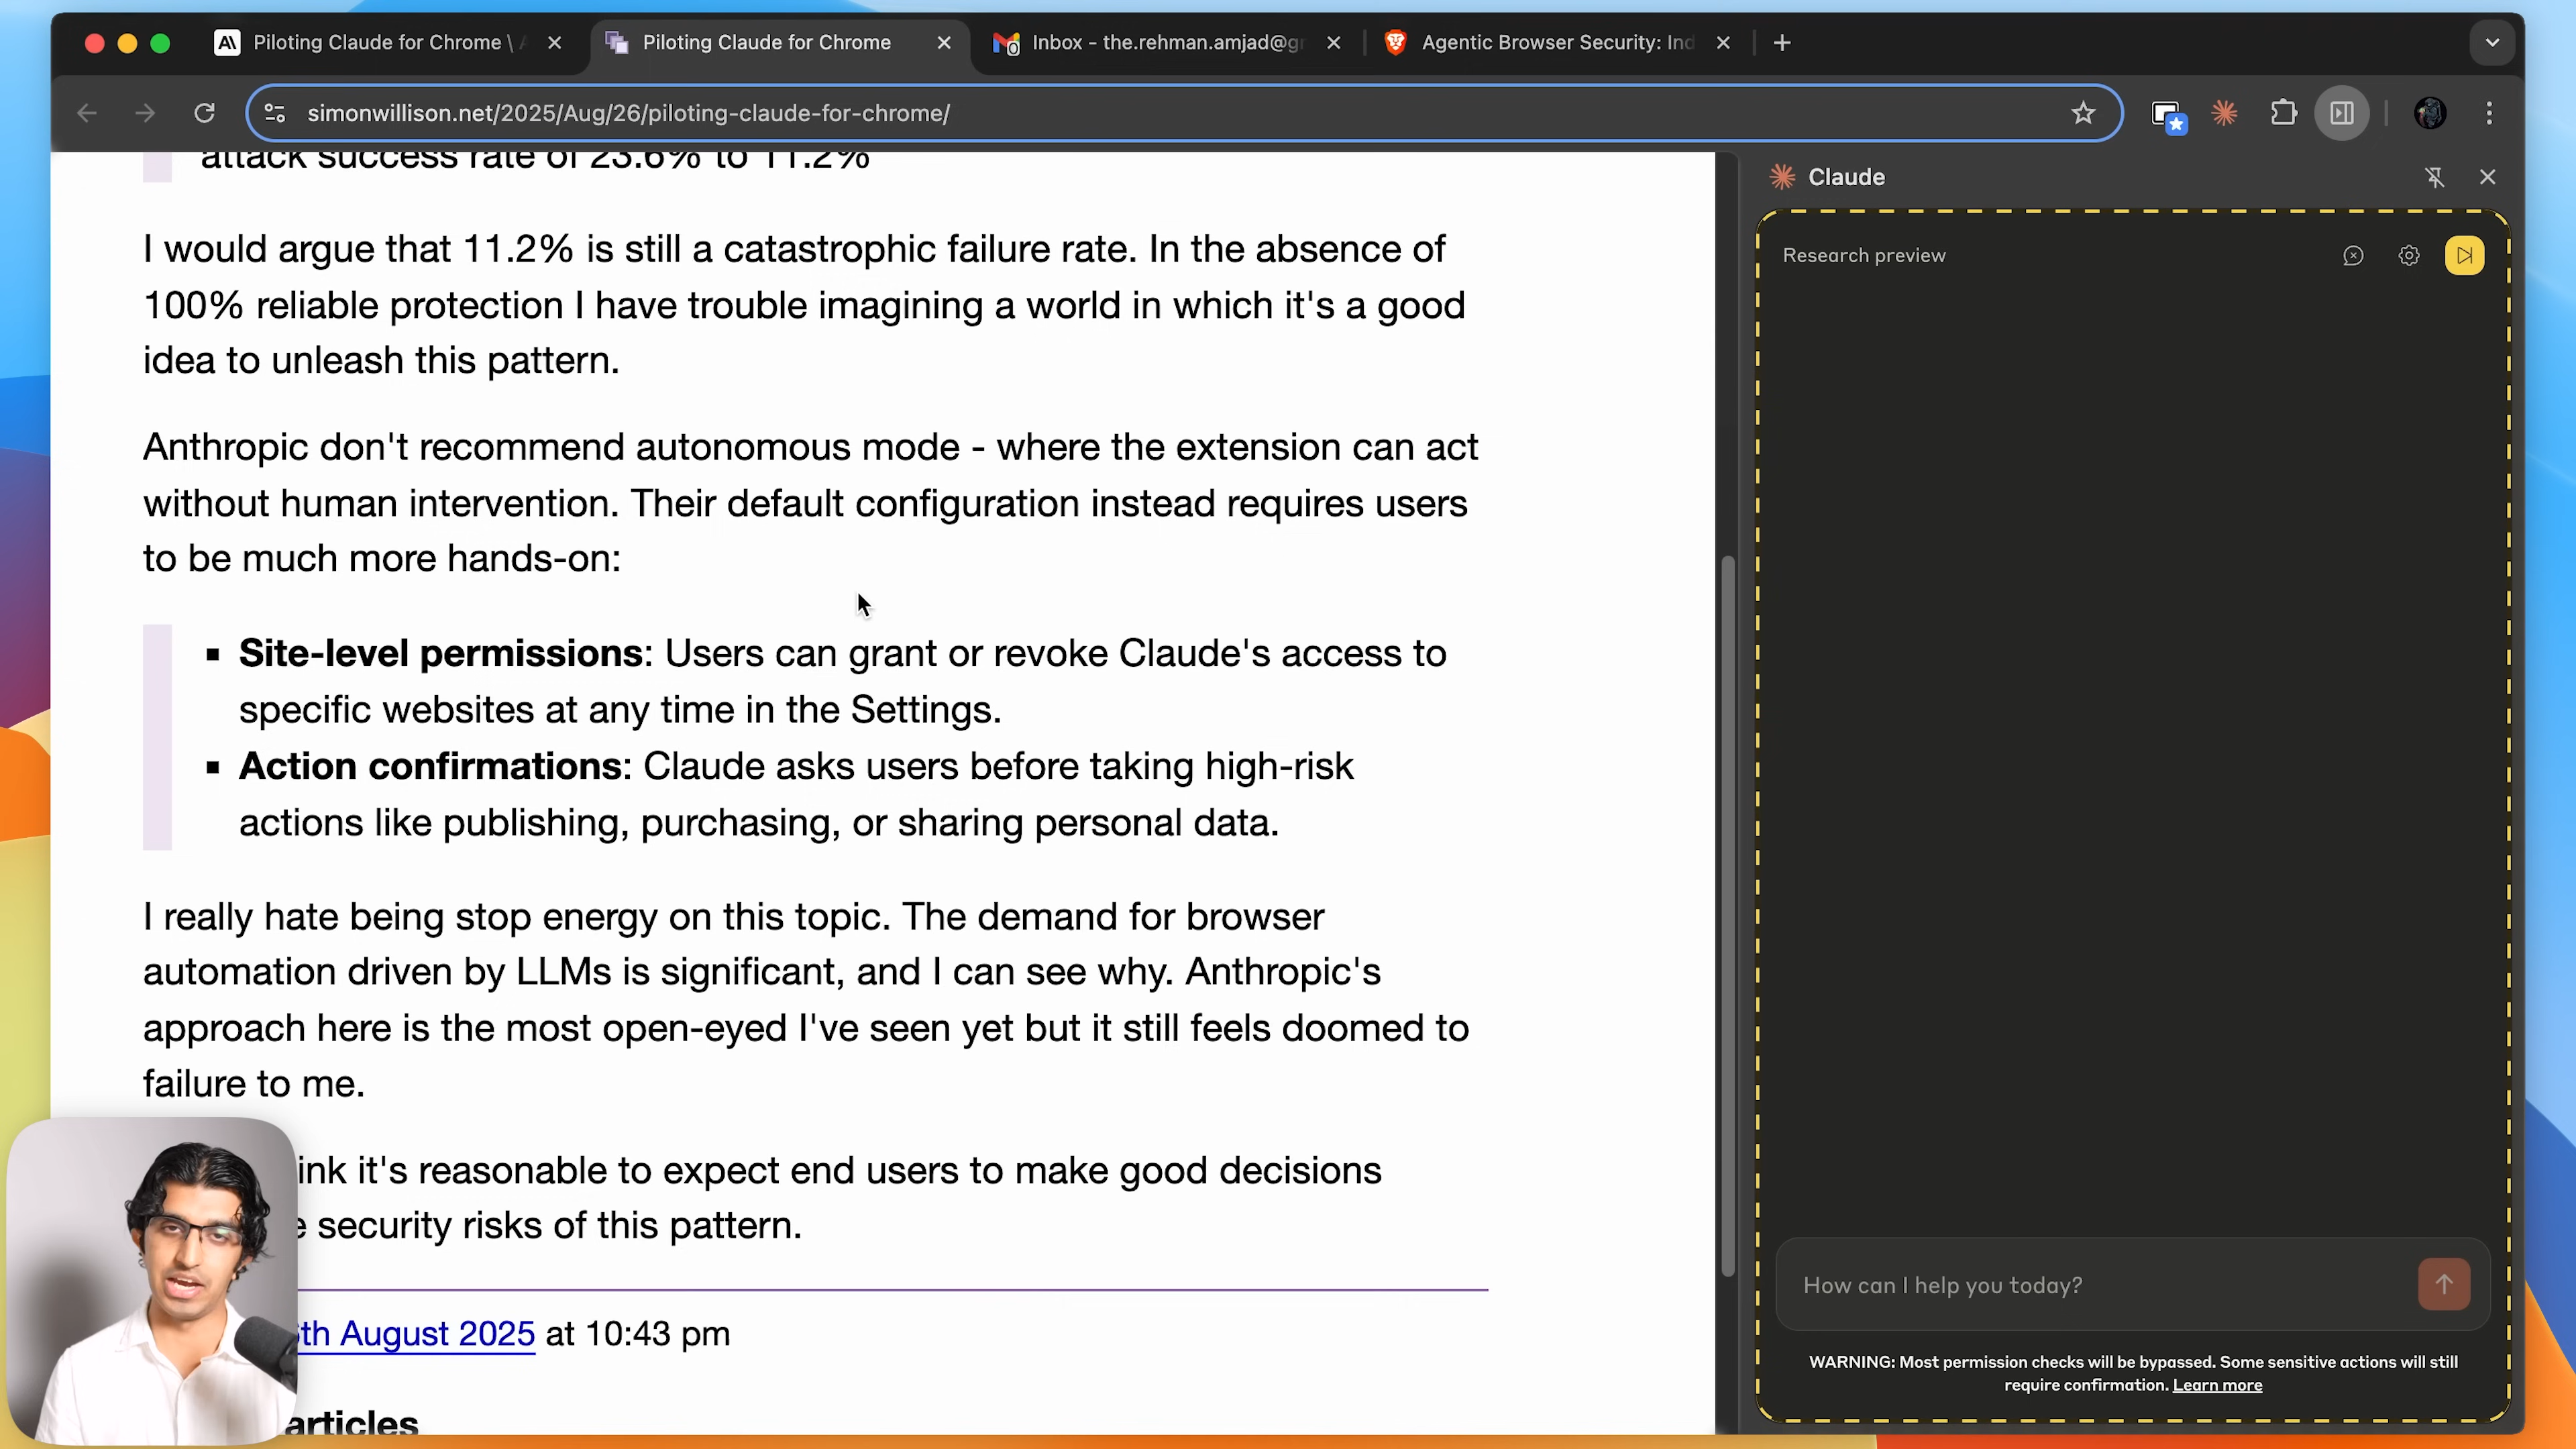 Piloting Claude for Chrome \
Piloting Claude for Chrome
Inbox - the.rehman.amjad@g
Agentic Browser Security: Ind
simonwillison.net/2025/Aug/26/piloting-claude-for-chrome/
attack success rate of 23.6% to 11.2%
I would argue that 11.2% is still a catastrophic failure rate. In the absence of
100% reliable protection I have trouble imagining a world in which it's a good
idea to unleash this pattern.
Anthropic don't recommend autonomous mode - where the extension can act
without human intervention. Their default configuration instead requires users
to be much more hands-on:
▪ Site-level permissions: Users can grant or revoke Claude's access to
specific websites at any time in the Settings.
▪ Action confirmations: Claude asks users before taking high-risk
actions like publishing, purchasing, or sharing personal data.
I really hate being stop energy on this topic. The demand for browser
automation driven by LLMs is significant, and I can see why. Anthropic's
approach here is the most open-eyed I've seen yet but it still feels doomed to
failure to me.
ink it's reasonable to expect end users to make good decisions
e security risks of this pattern.
th August 2025 at 10:43 pm
articles
Claude
Research preview
How can I help you today?
WARNING: Most permission checks will be bypassed. Some sensitive actions will still
require confirmation. Learn more